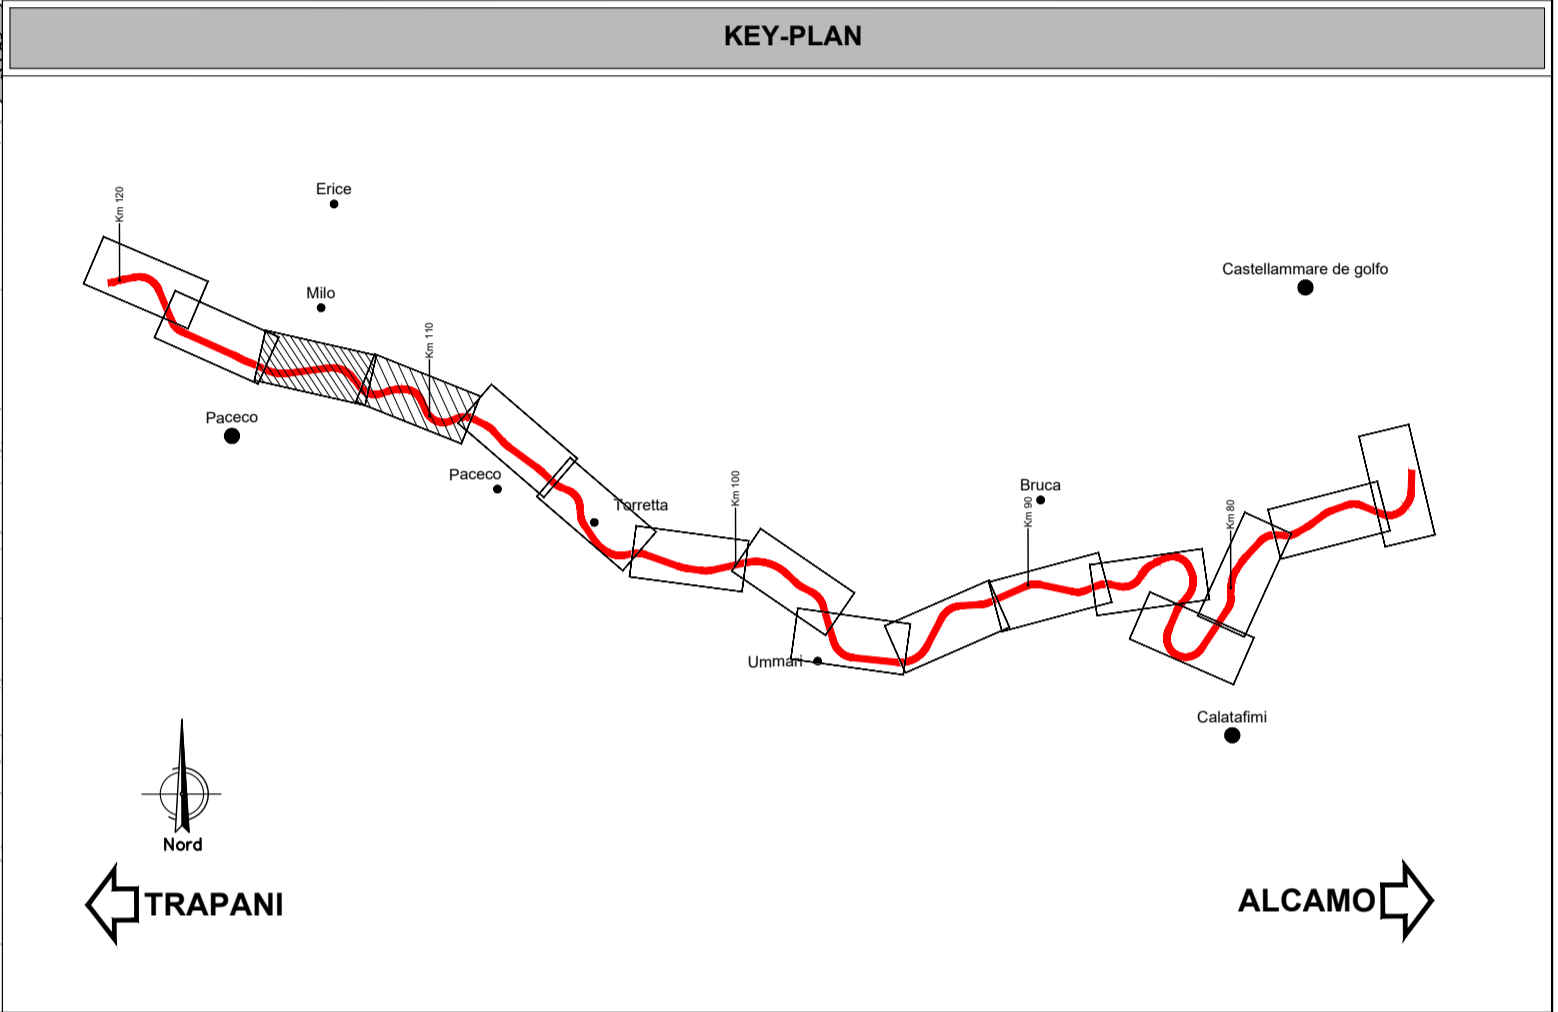 KEY-PLAN
Erice
Km 120
Castellammare de golfo
Milo
Km 110
Paceco
Paceco
Km 100
Torretta
Bruca
Km 90
Km 80
Ummari
Calatafimi
Nord
TRAPANI
ALCAMO